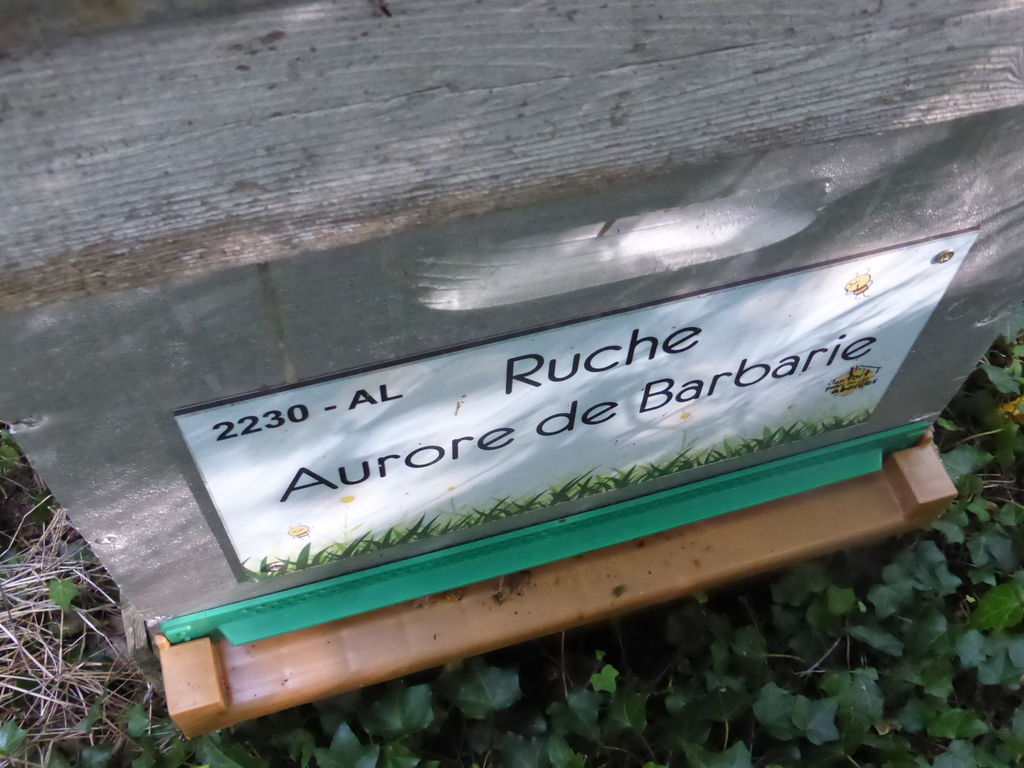 2230 - AL
Ruche
Aurore de Barbarie